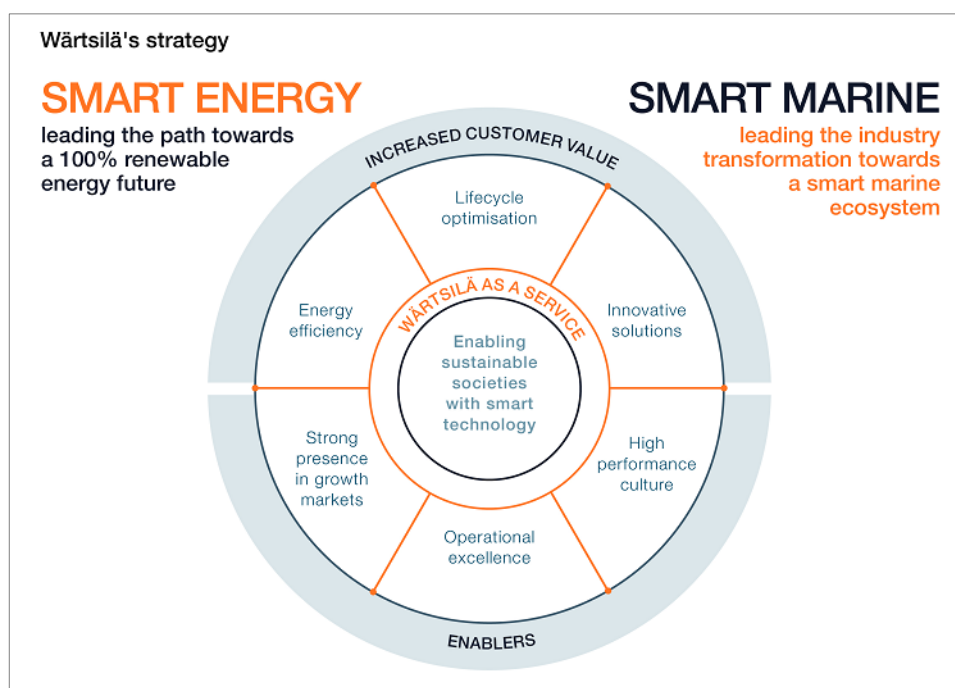 Wärtsilä's strategy
SMART ENERGY
leading the path towards
a 100% renewable
energy future
SMART MARINE
leading the industry
transformation towards
a smart marine
ecosystem
INCREASED CUSTOMER VALUE
Lifecycle
optimisation
Energy
efficiency
Innovative
solutions
WÄRTSILÄ AS A SERVICE
Enabling
sustainable
societies
with smart
technology
Strong
presence
in growth
markets
High
performance
culture
Operational
excellence
ENABLERS